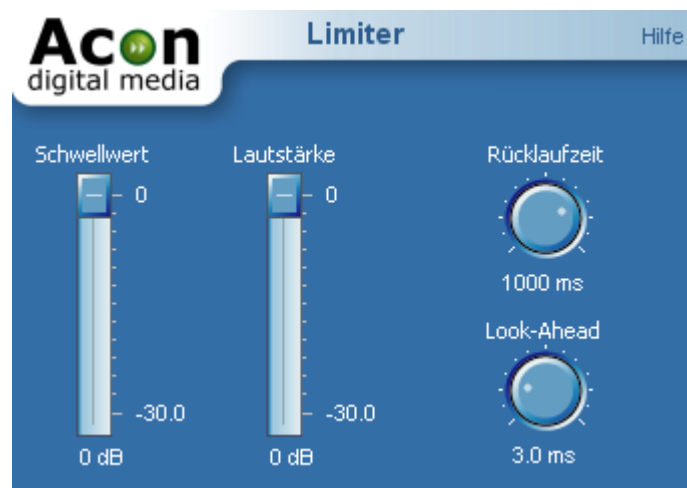 Acon
digital media
Limiter
Hilfe
Schwellwert
0
-30.0
0 dB
Lautstärke
0
-30.0
0 dB
Rücklaufzeit
1000 ms
Look-Ahead
3.0 ms